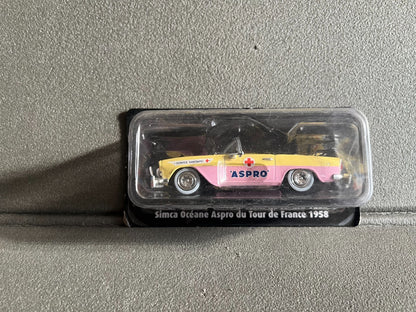 'ASPRO'
Simca Océane Aspro du Tour de France 1958